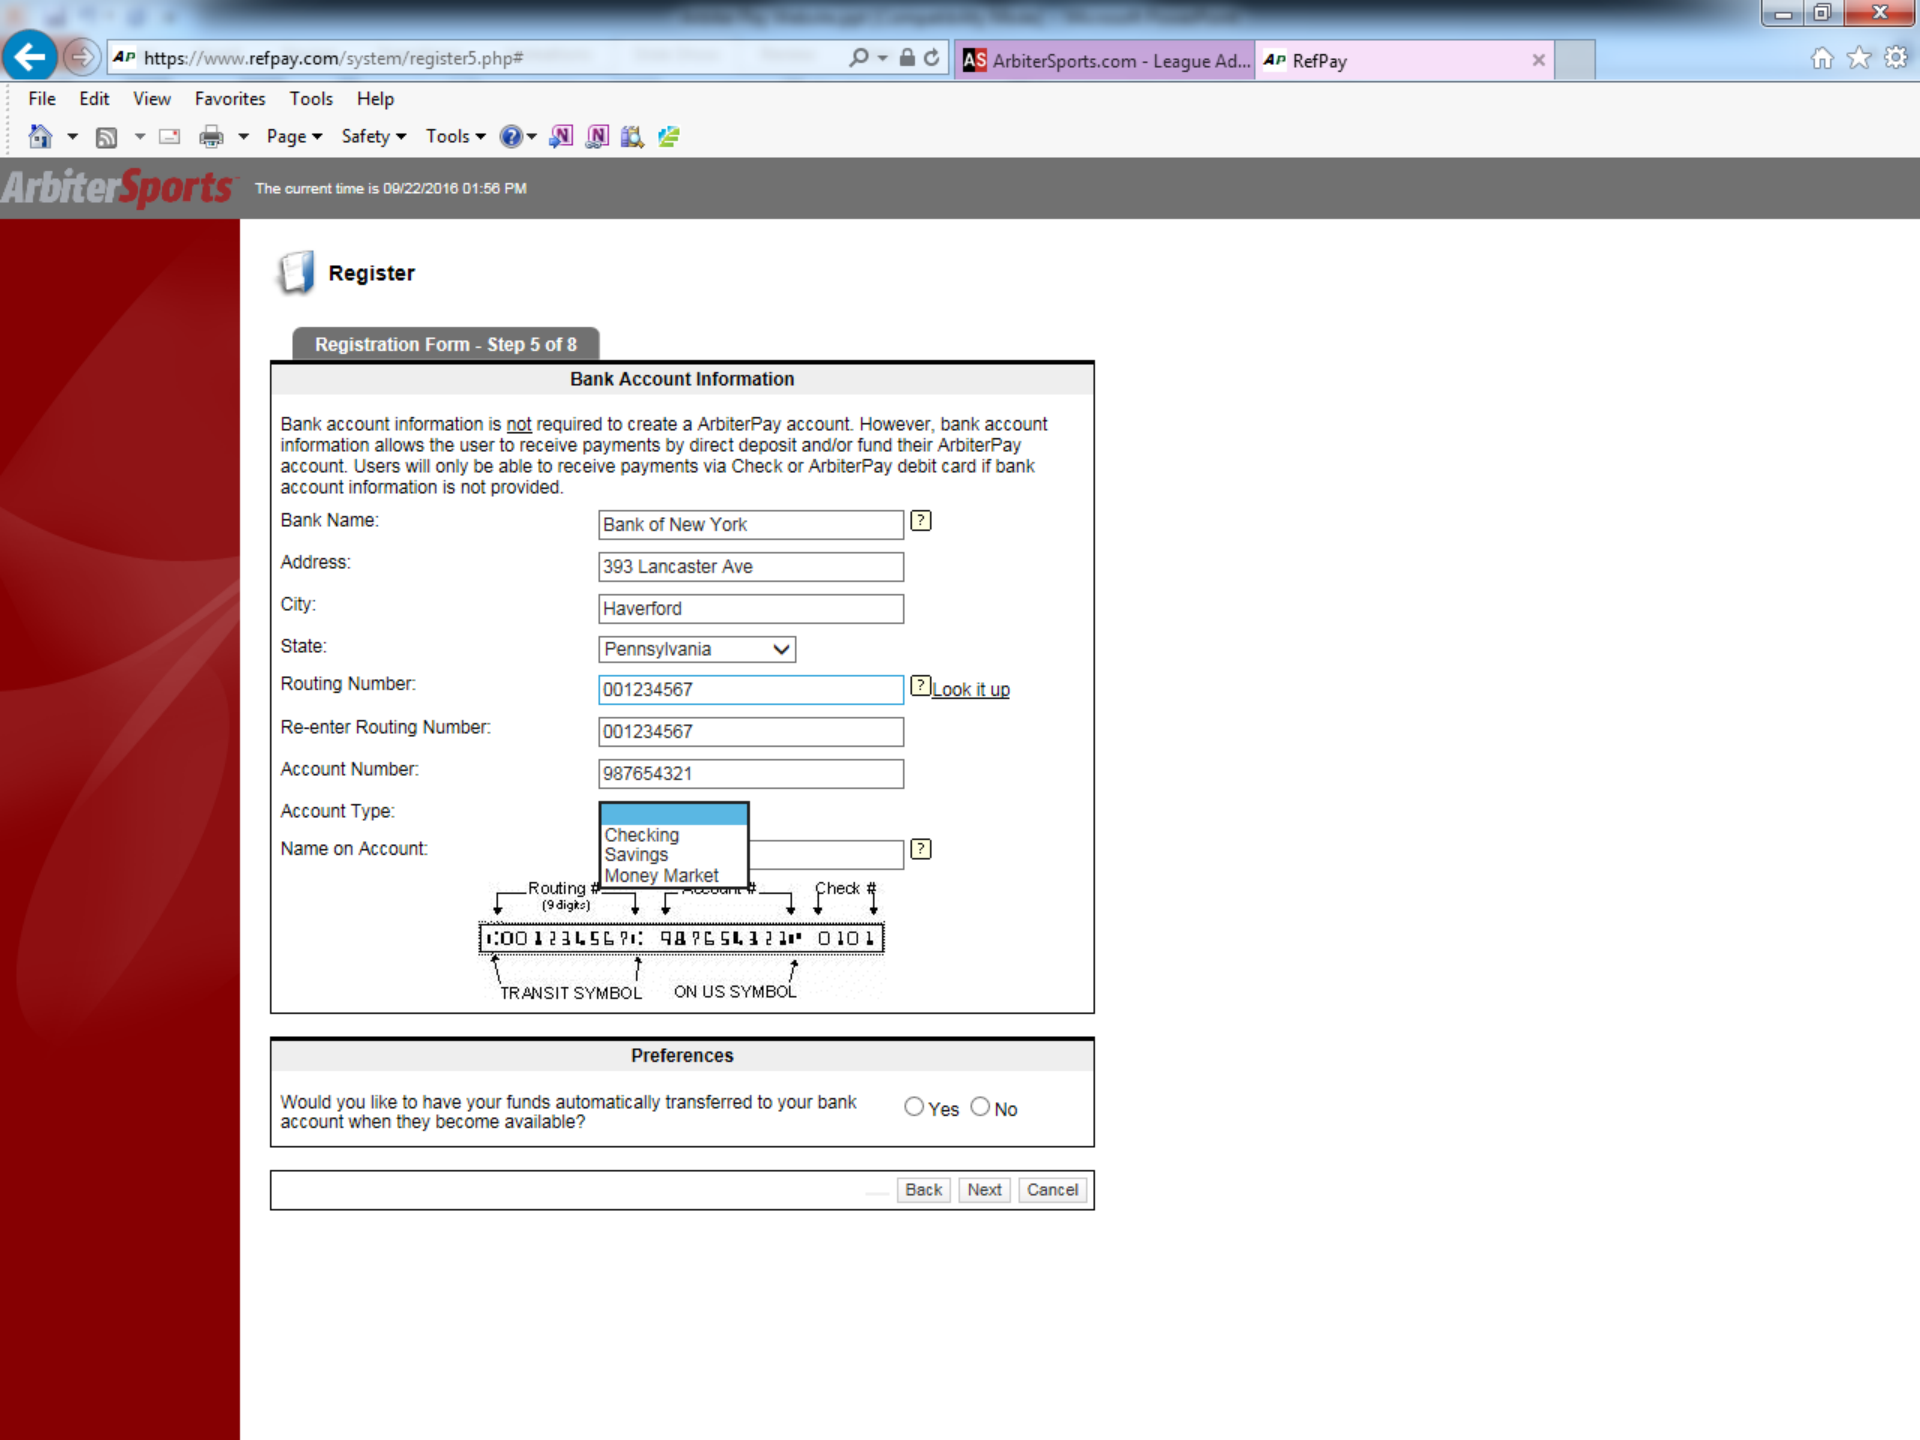 https://www.refpay.com/system/register5.php#
AS ArbiterSports.com - League Ad...
AP RefPay
File Edit View Favorites Tools Help
Page Safety Tools
ArbiterSports The current time is 09/22/2016 01:56 PM
Register
Registration Form - Step 5 of 8
Bank Account Information
Bank account information is not required to create a ArbiterPay account. However, bank account
information allows the user to receive payments by direct deposit and/or fund their ArbiterPay
account. Users will only be able to receive payments via Check or ArbiterPay debit card if bank
account information is not provided.
Bank Name: Bank of New York ?
Address: 393 Lancaster Ave
City: Haverford
State: Pennsylvania
Routing Number: 001234567 ? Look it up
Re-enter Routing Number: 001234567
Account Number: 987654321
Account Type:
Checking
Savings
Money Market
Name on Account: ?
Routing # Account # Check #
(9 digits)
⑆001234567⑆ 987654321⑈ 0101
TRANSIT SYMBOL ON US SYMBOL
Preferences
Would you like to have your funds automatically transferred to your bank
account when they become available?
Yes No
Back Next Cancel